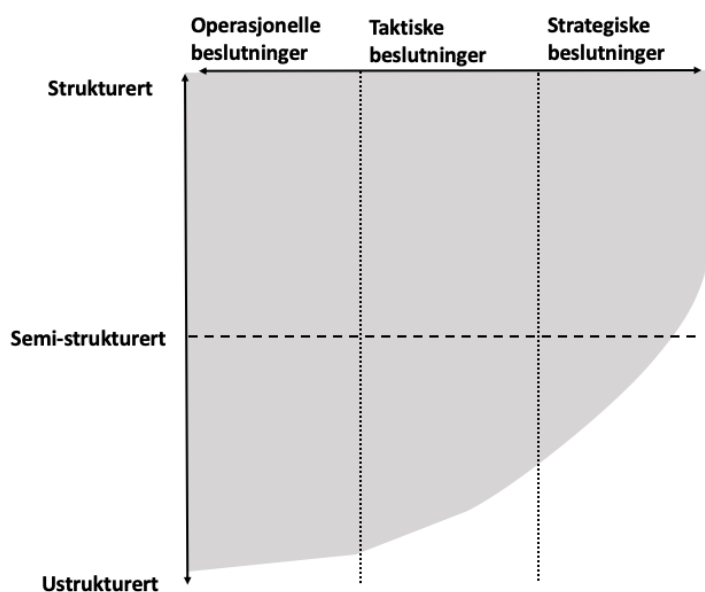 Operasjonelle
beslutninger
Taktiske
beslutninger
Strategiske
beslutninger
Strukturert
Semi-strukturert
Ustrukturert